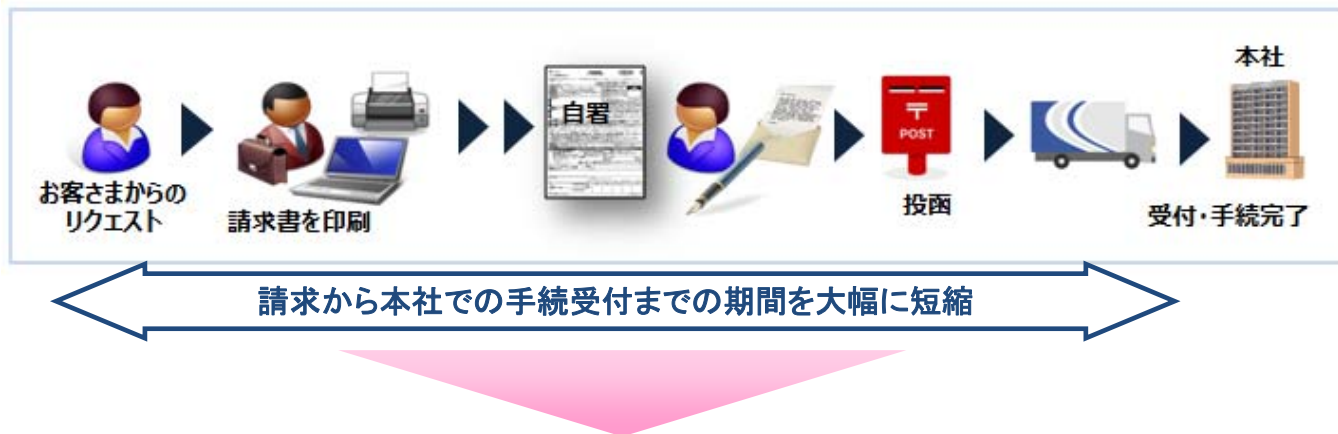 本社
自署
〒
POST
お客さまからの
リクエスト
請求書を印刷
投函
受付・手続完了
請求から本社での手続受付までの期間を大幅に短縮